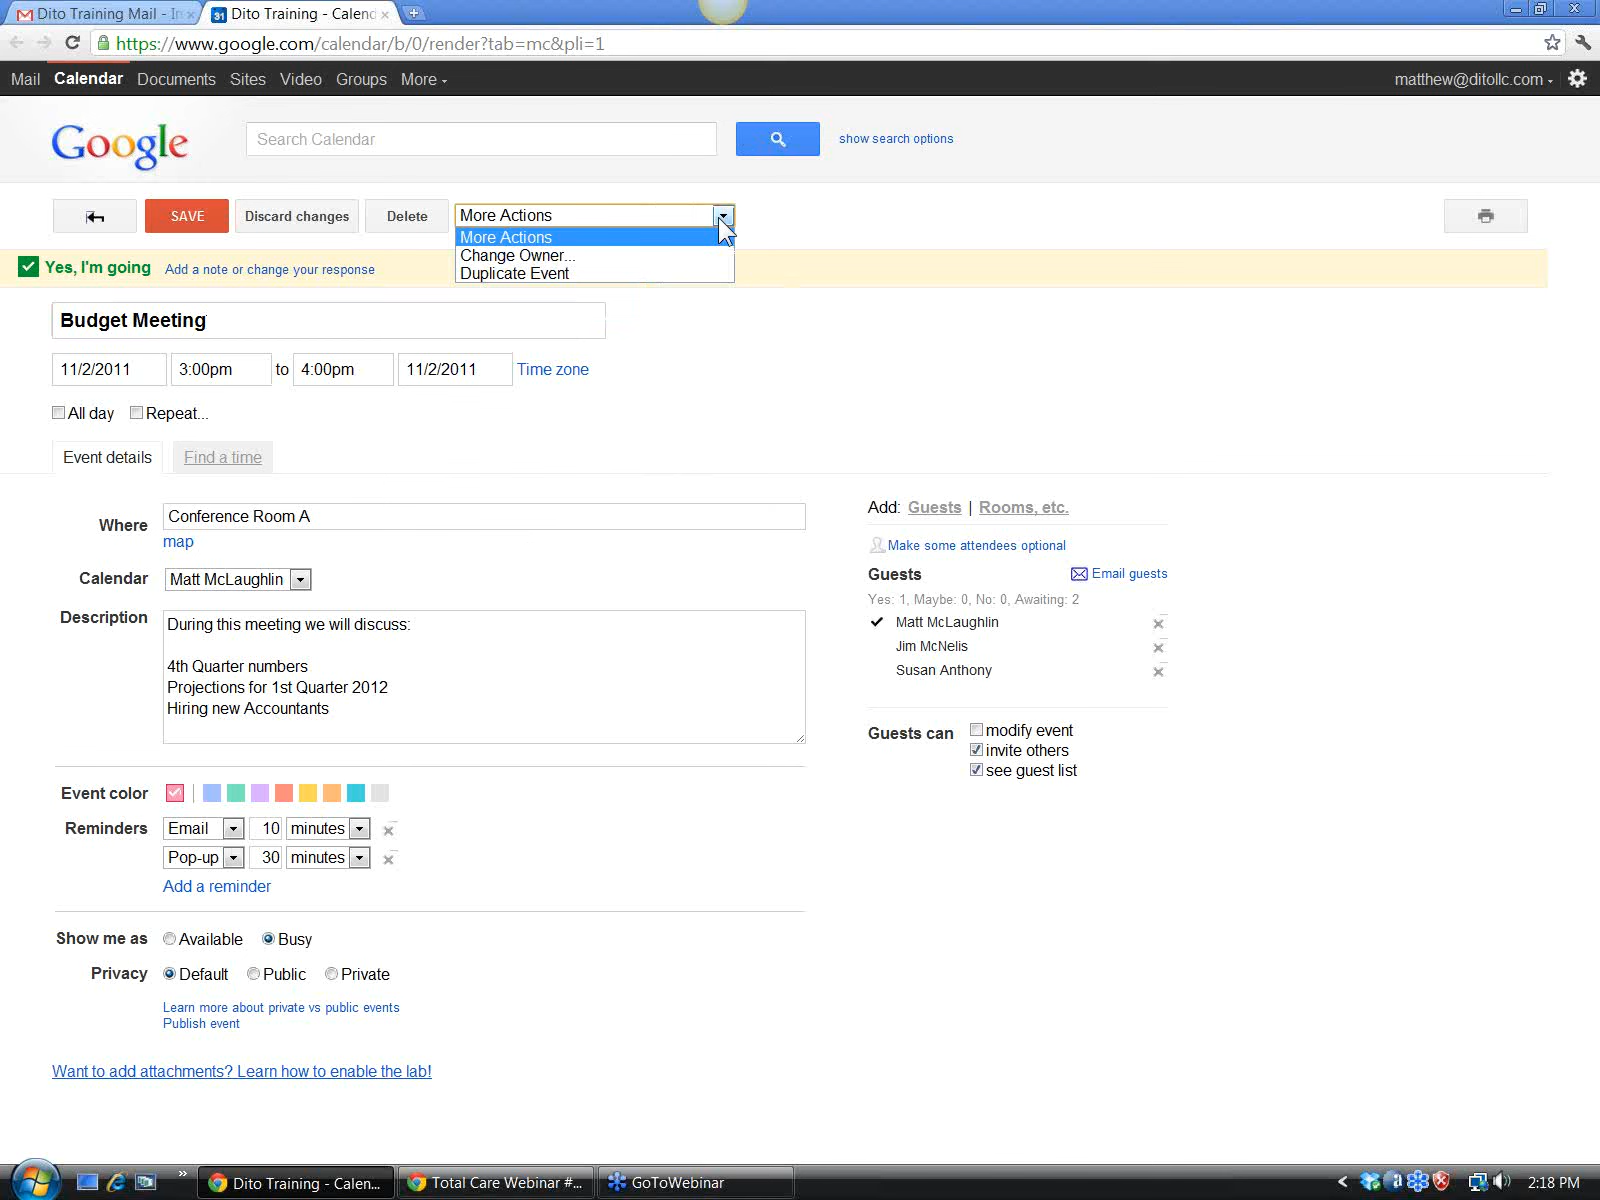 Dito Training Mail - In
Dito Training - Calend
https://www.google.com/calendar/b/0/render?tab=mc&pli=1
Mail Calendar Documents Sites Video Groups More
matthew@ditollc.com
Google
Search Calendar
show search options
SAVE
Discard changes
Delete
More Actions
More Actions
Change Owner...
Duplicate Event
Yes, I'm going
Add a note or change your response
Budget Meeting
11/2/2011 3:00pm to 4:00pm 11/2/2011 Time zone
All day Repeat...
Event details Find a time
Where Conference Room A
map
Calendar Matt McLaughlin
Description During this meeting we will discuss:
4th Quarter numbers
Projections for 1st Quarter 2012
Hiring new Accountants
Event color
Reminders Email 10 minutes
Pop-up 30 minutes
Add a reminder
Show me as Available Busy
Privacy Default Public Private
Learn more about private vs public events
Publish event
Want to add attachments? Learn how to enable the lab!
Add: Guests | Rooms, etc.
Make some attendees optional
Guests Email guests
Yes: 1, Maybe: 0, No: 0, Awaiting: 2
Matt McLaughlin
Jim McNelis
Susan Anthony
Guests can modify event
invite others
see guest list
Dito Training - Calen...
Total Care Webinar #...
GoToWebinar
2:18 PM